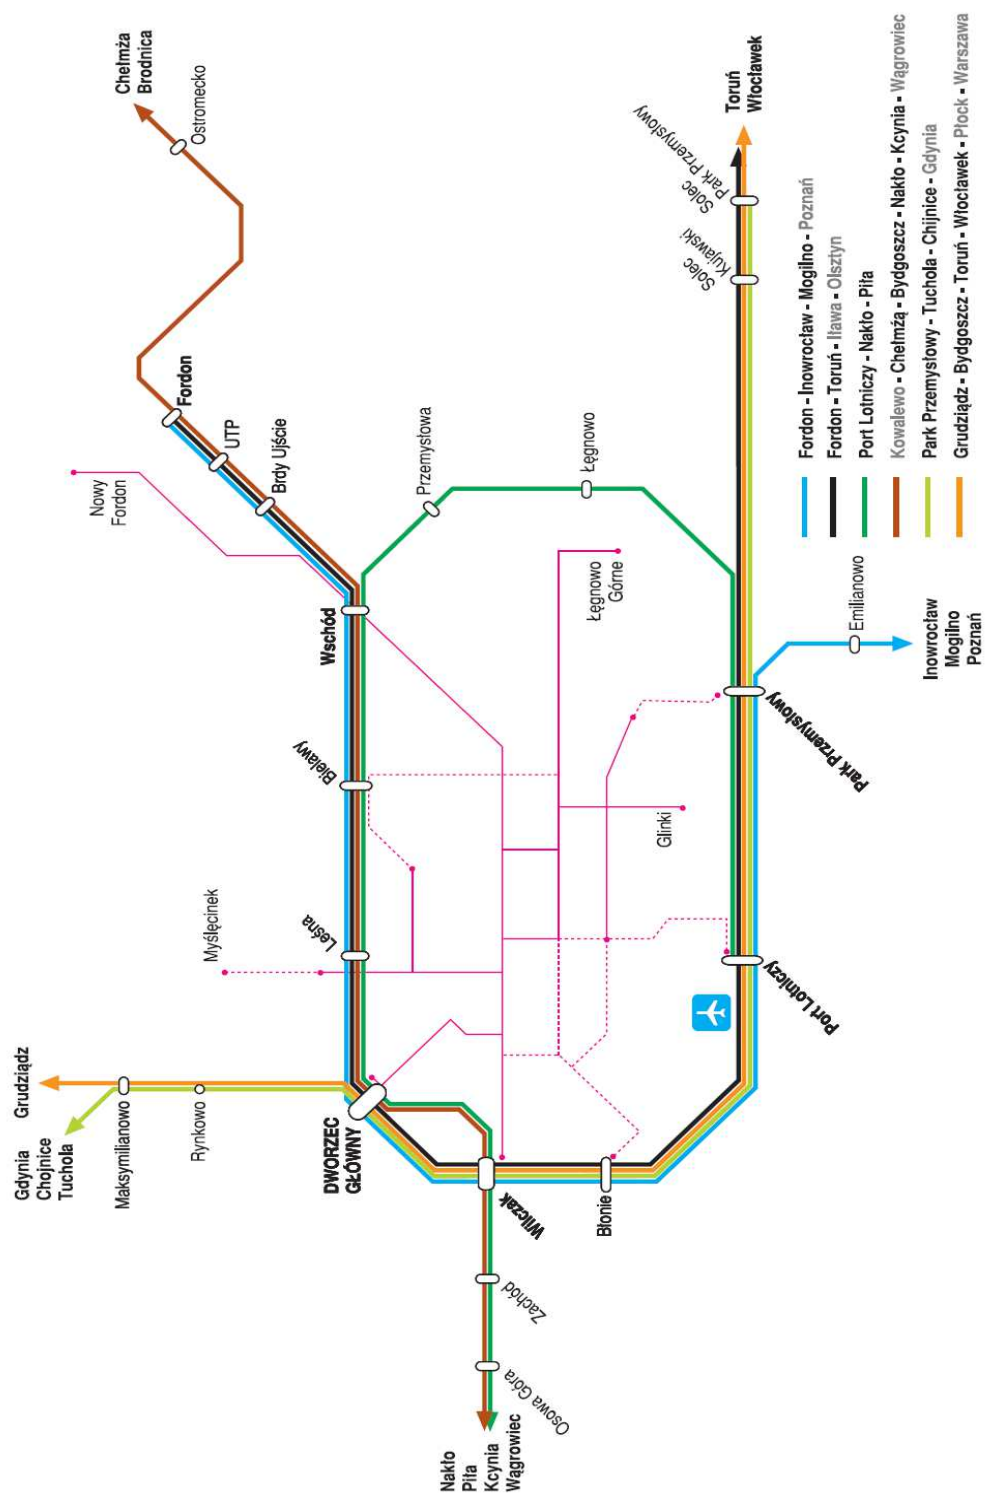 Chełmża
Brodnica
Ostromecko
Fordon
UTP
Brdy Ujście
Nowy
Fordon
Wschód
Bielawy
Leśna
Myślęcinek
Grudziądz
Gdynia
Chojnice
Tuchola
Maksymilianowo
Rynkowo
DWORZEC
GŁÓWNY
Wilczak
Błonie
Zachód
Osowa Góra
Nakło
Piła
Kcynia
Wągrowiec
Przemysłowa
Łęgnowo
Łęgnowo
Górne
Glinki
Port Lotniczy
Park Przemysłowy
Emilianowo
Inowrocław
Mogilno
Poznań
Solec
Kujawski
Solec
Park Przemysłowy
Toruń
Włocławek
Fordon - Inowrocław - Mogilno - Poznań
Fordon - Toruń - Iława - Olsztyn
Port Lotniczy - Nakło - Piła
Kowalewo - Chełmżą - Bydgoszcz - Nakło - Kcynia - Wągrowiec
Park Przemysłowy - Tuchola - Chijnice - Gdynia
Grudziądz - Bydgoszcz - Toruń - Włocławek - Płock - Warszawa